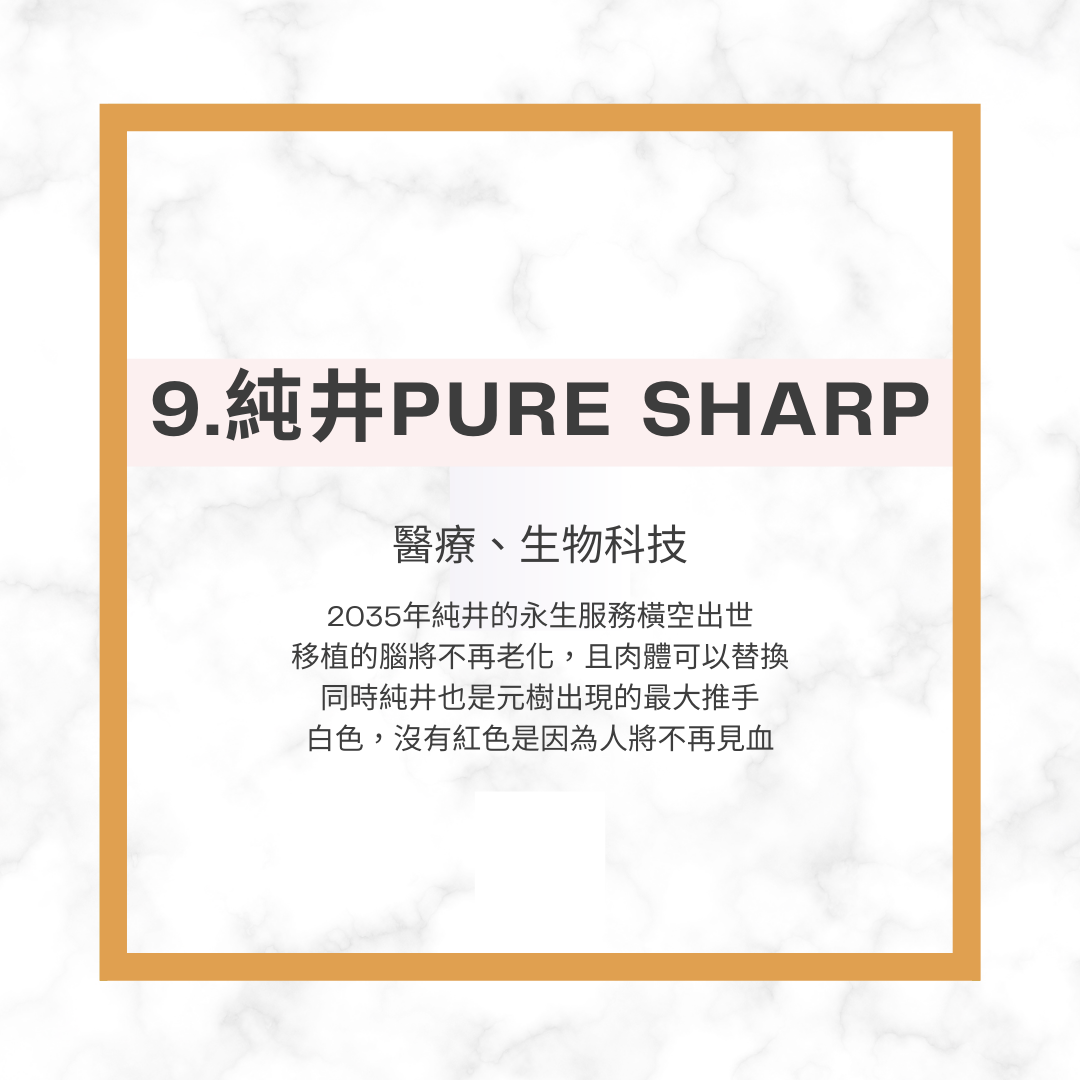 9.純井PURE SHARP
醫療、生物科技
2035年純井的永生服務橫空出世
移植的腦將不再老化，且肉體可以替換
同時純井也是元樹出現的最大推手
白色，沒有紅色是因為人將不再見血